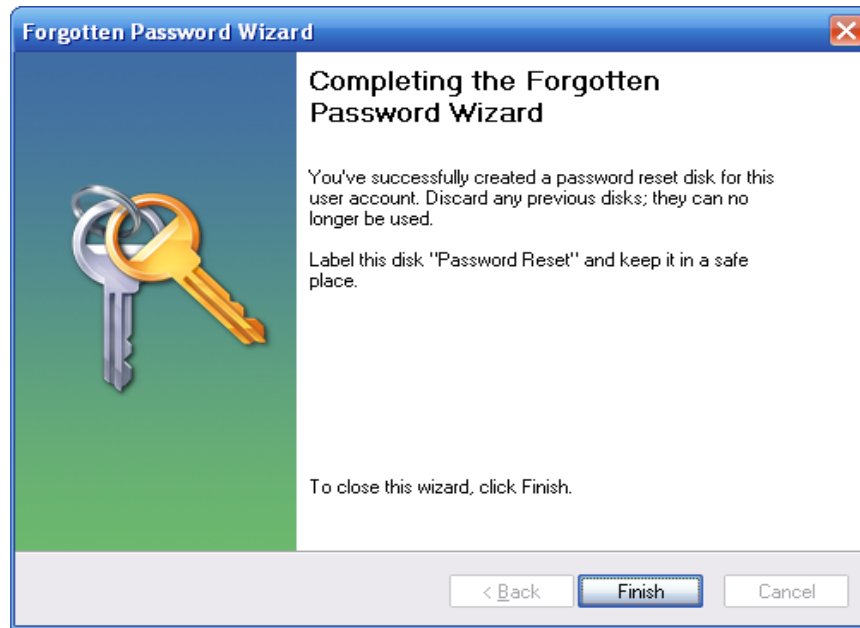 Forgotten Password Wizard
Completing the Forgotten
Password Wizard
You've successfully created a password reset disk for this
user account. Discard any previous disks; they can no
longer be used.
Label this disk "Password Reset" and keep it in a safe
place.
To close this wizard, click Finish.
< Back Finish Cancel